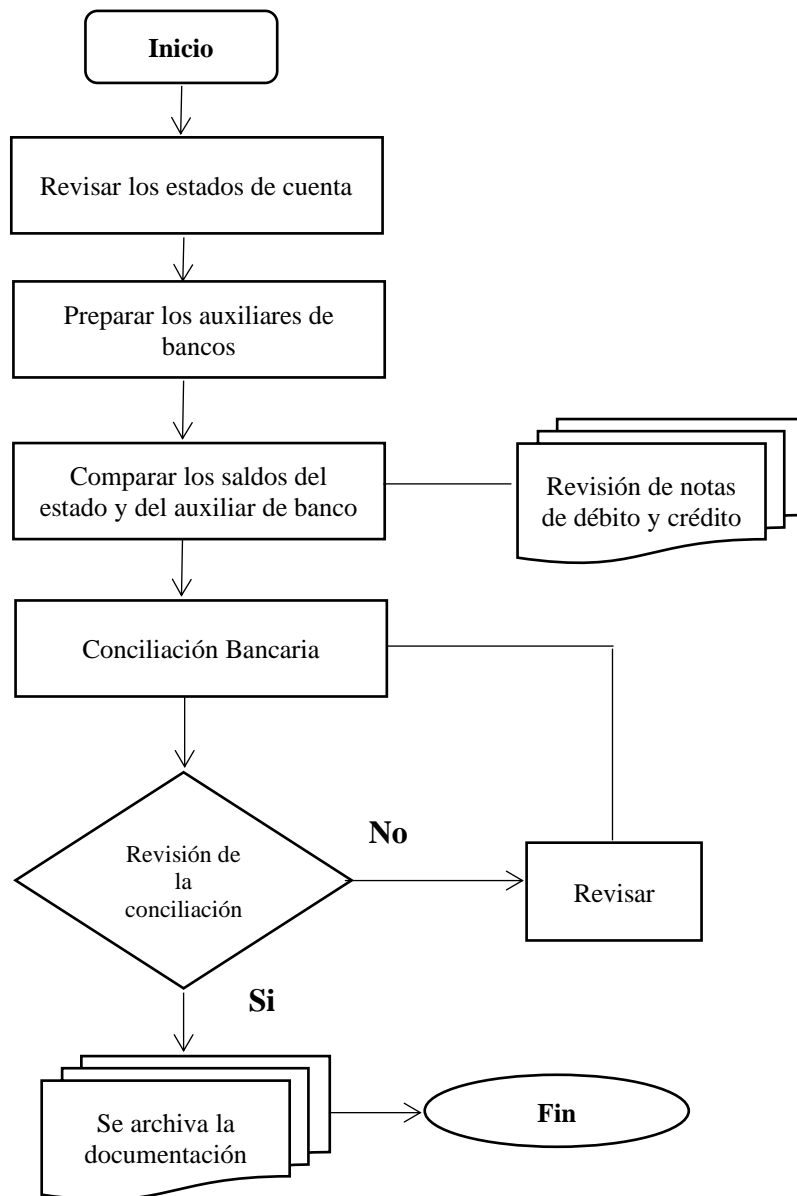 Inicio
Revisar los estados de cuenta
Preparar los auxiliares de
bancos
Comparar los saldos del
estado y del auxiliar de banco
Revisión de notas
de débito y crédito
Conciliación Bancaria
Revisión de
la
conciliación
No
Revisar
Si
Se archiva la
documentación
Fin